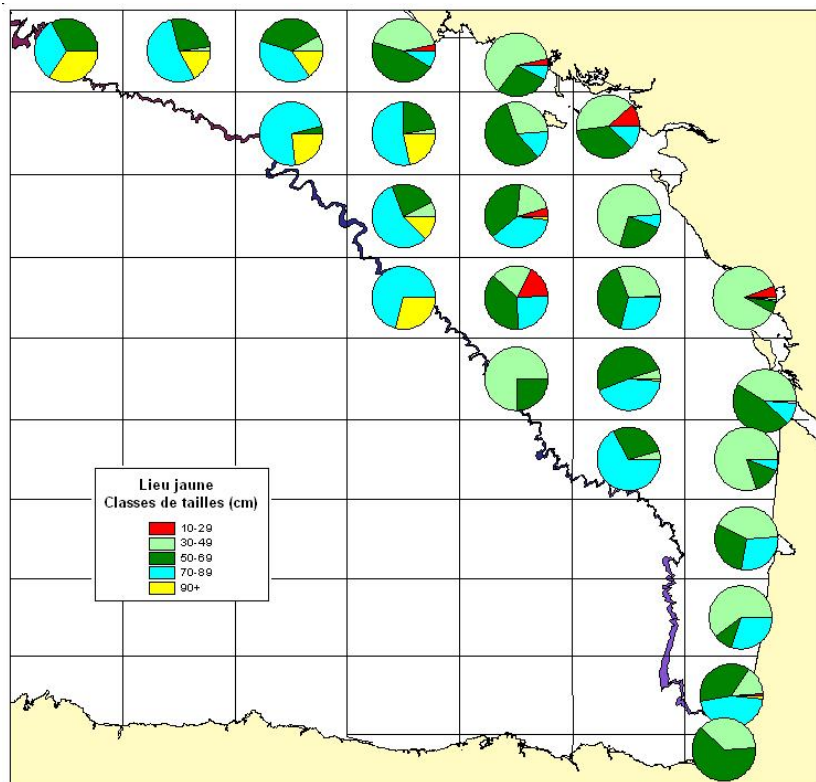 Lieu jaune
Classes de tailles (cm)
10-29
30-49
50-69
70-89
90+